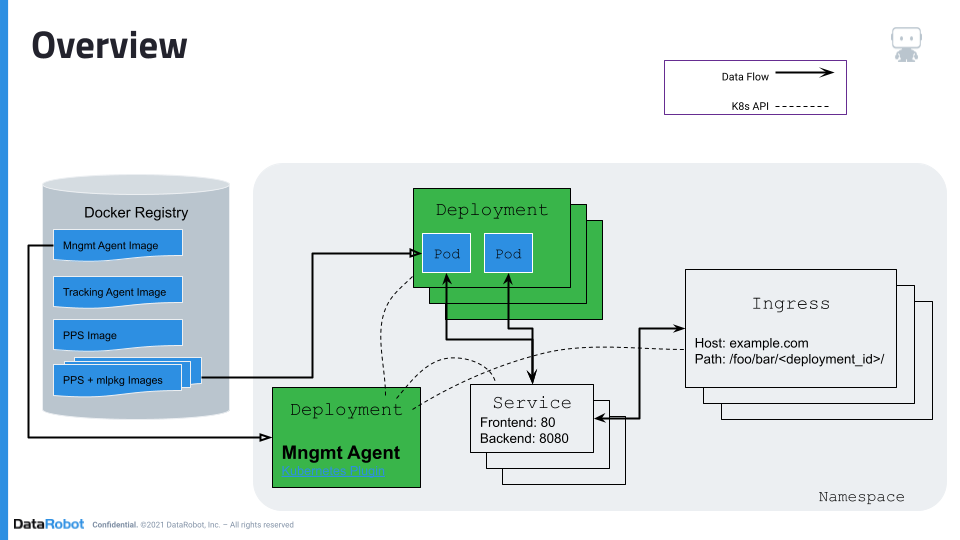 Overview
Data Flow
K8s API
Docker Registry
Mngmt Agent Image
Tracking Agent Image
PPS Image
PPS + mlpkg Images
Deployment
Pod
Pod
Ingress
Host: example.com
Path: /foo/bar/<deployment_id>/
Deployment
Mngmt Agent
Kubernetes Plugin
Service
Frontend: 80
Backend: 8080
Namespace
DataRobot
Confidential. ©2021 DataRobot, Inc. – All rights reserved